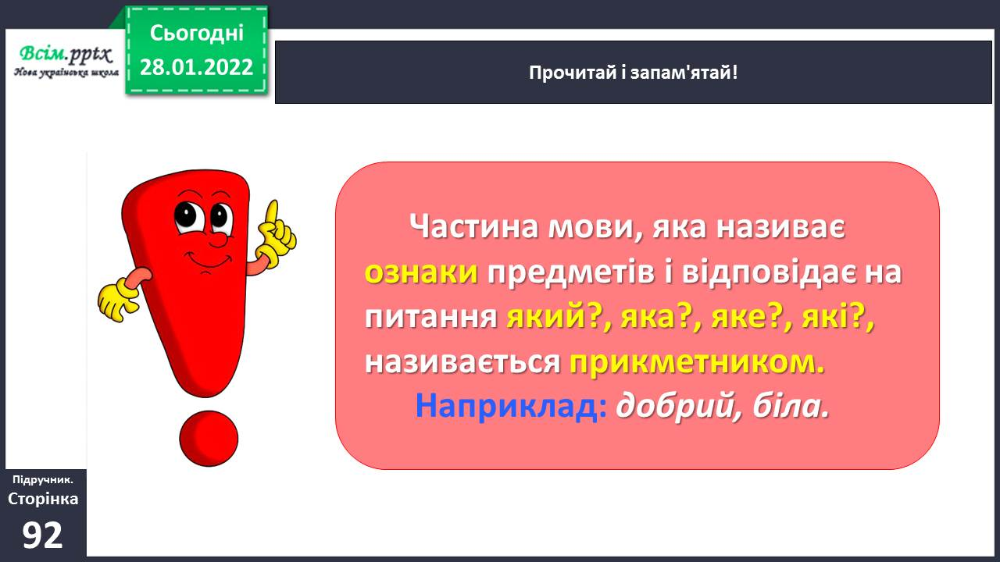 Сьогодні
28.01.2022
Всім.pptx
Нова українська школа
Прочитай і запам'ятай!
Частина мови, яка називає
ознаки предметів і відповідає на
питання який?, яка?, яке?, які?,
називається прикметником.
Наприклад: добрий, біла.
Підручник.
Сторінка
92